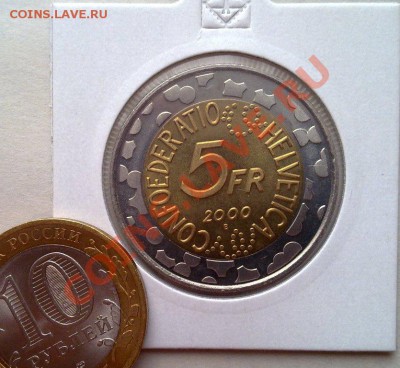 COINS.LAVE.RU
CONFOEDERATIO
HELVETICA
5 FR
2000
B
РОССИИ
10
РУБЛЕЙ